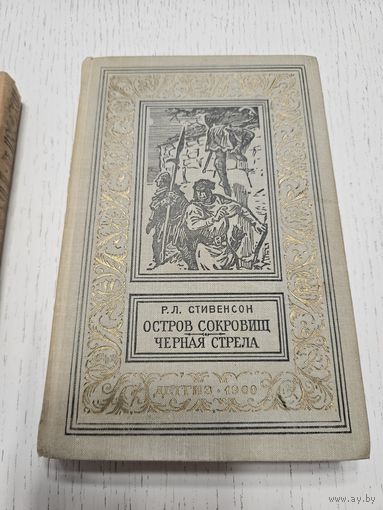 Р.Л. СТИВЕНСОН
ОСТРОВ СОКРОВИЩ
ЧЕРНАЯ СТРЕЛА
ДЕТГИЗ · 1960
www.ay.by